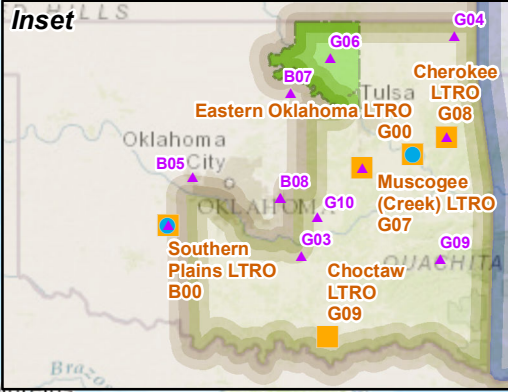 Inset
D HILLS
G04
G06
Cherokee
LTRO
G08
B07
Tulsa
Eastern Oklahoma LTRO
G00
Oklahoma
City
B05
B08
OKLAHOMA
G10
Muscogee
(Creek) LTRO
G07
Southern
Plains LTRO
B00
G03
Choctaw
LTRO
G09
G09
OUACHITA
Brazo